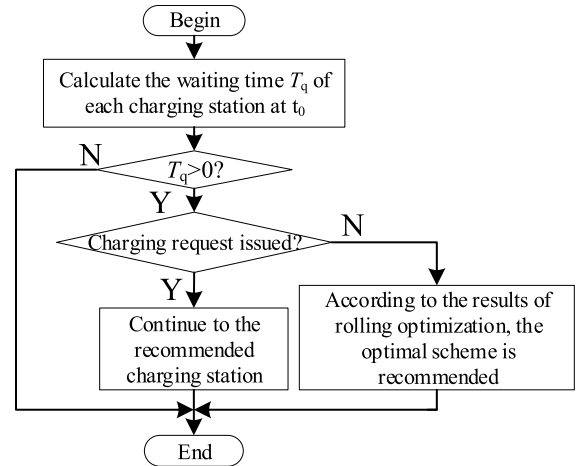 Begin
Calculate the waiting time Tq of
each charging station at t0
N
Tq>0?
Y
Charging request issued?
N
Y
Continue to the
recommended
charging station
According to the results of
rolling optimization, the
optimal scheme is
recommended
End